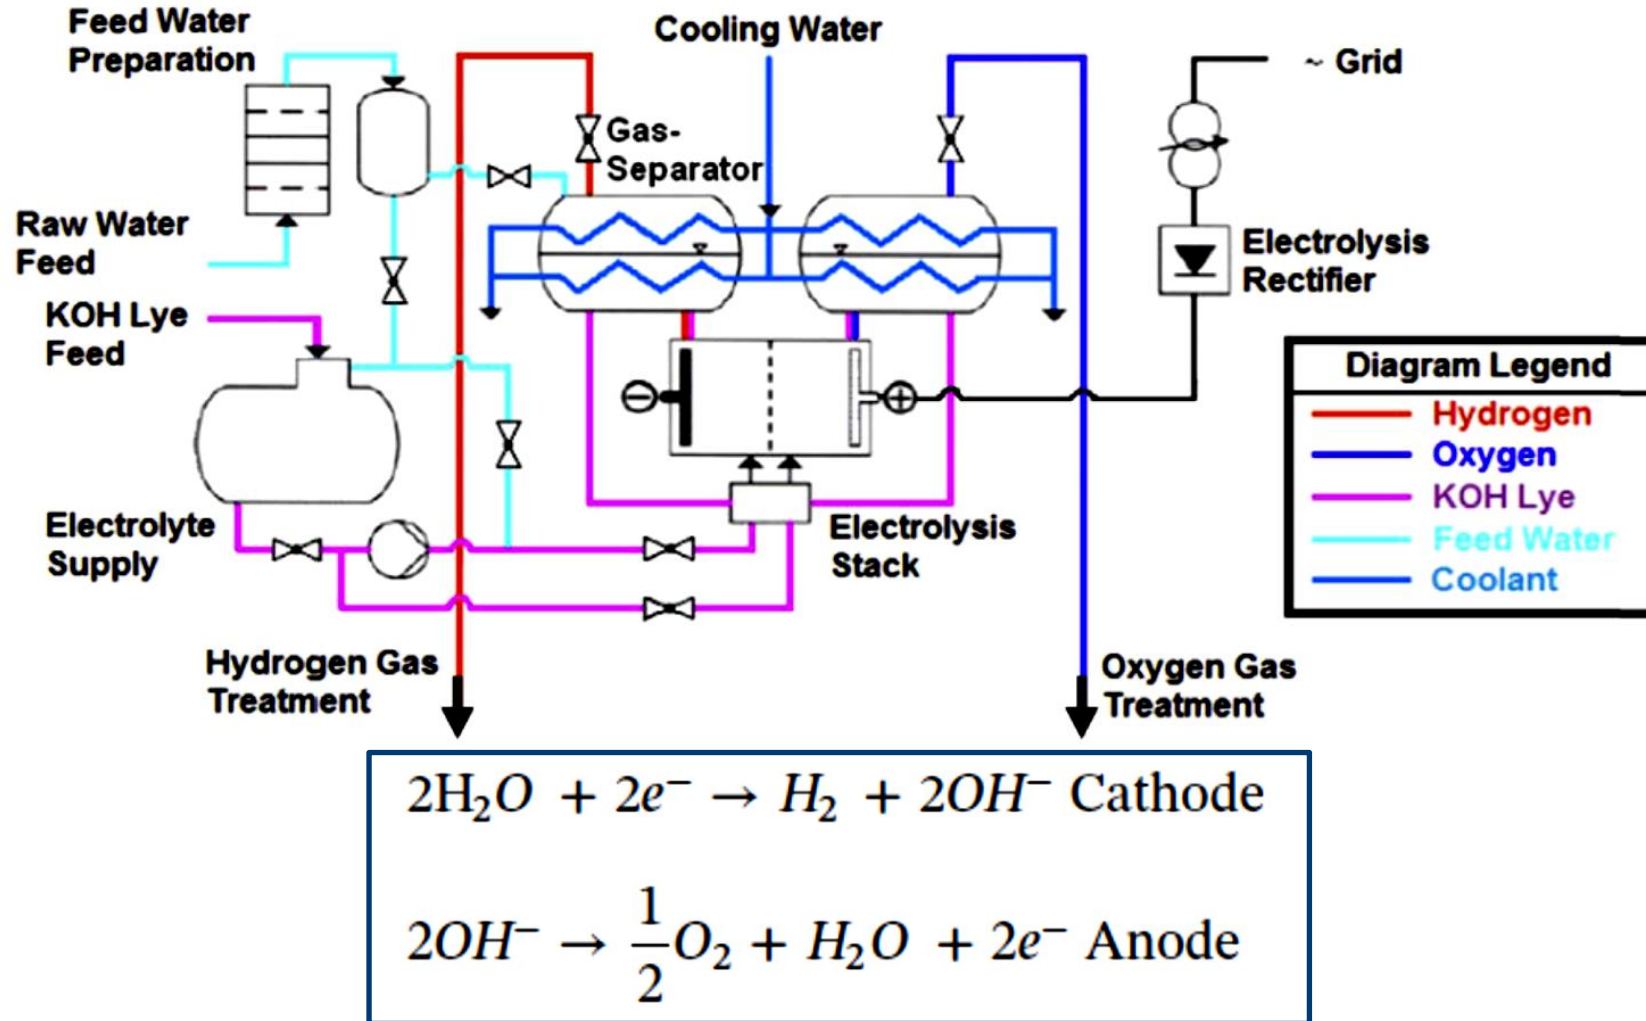 Feed Water
Preparation
Cooling Water
~ Grid
Gas-
Separator
Raw Water
Feed
Electrolysis
Rectifier
KOH Lye
Feed
Diagram Legend
Hydrogen
Oxygen
KOH Lye
Feed Water
Coolant
− +
Electrolyte
Supply
Electrolysis
Stack
Hydrogen Gas
Treatment
Oxygen Gas
Treatment
2H₂O + 2e⁻ → H₂ + 2OH⁻ Cathode
2OH⁻ → 1/2 O₂ + H₂O + 2e⁻ Anode